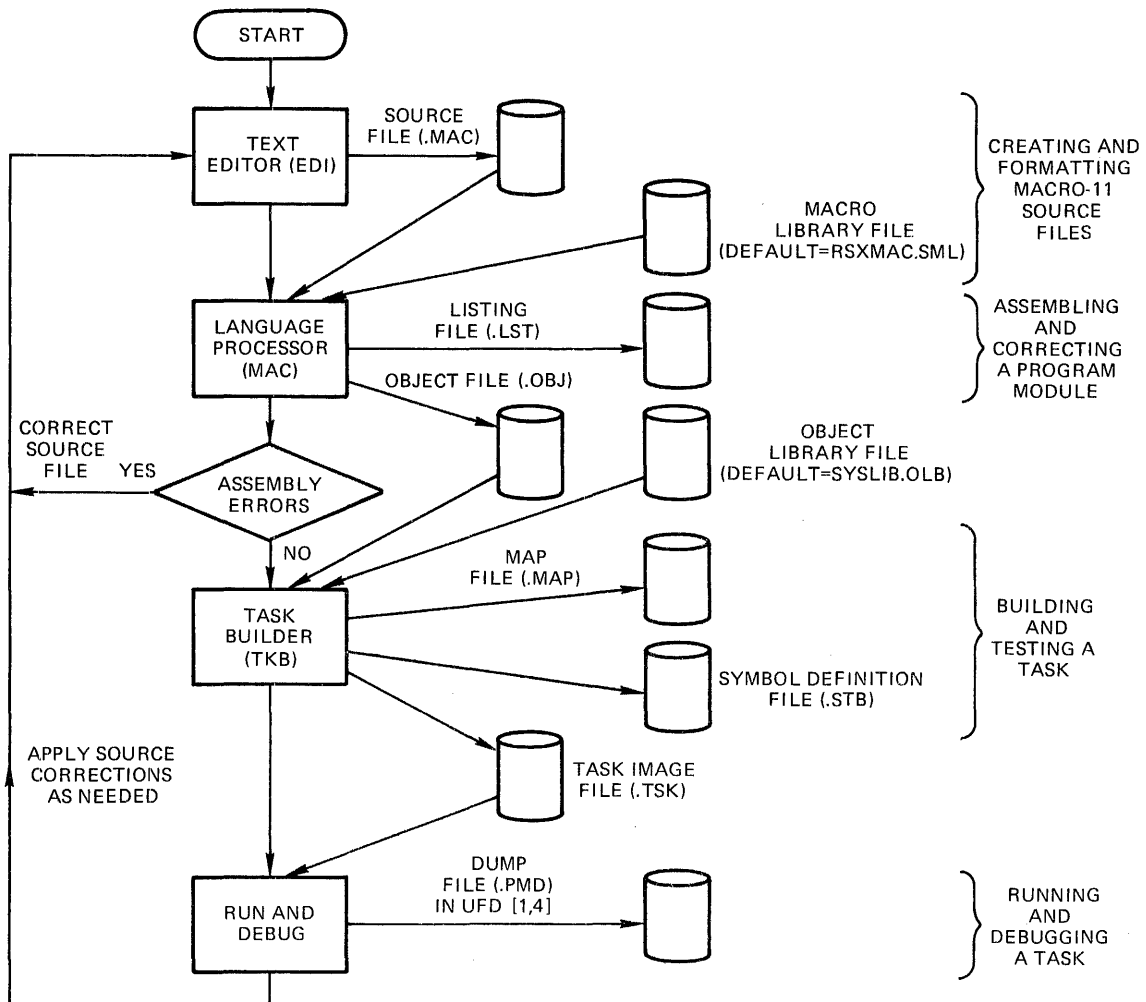 START
TEXT
EDITOR (EDI)
SOURCE
FILE (.MAC)
CREATING AND
FORMATTING
MACRO-11
SOURCE
FILES
MACRO
LIBRARY FILE
(DEFAULT=RSXMAC.SML)
LANGUAGE
PROCESSOR
(MAC)
LISTING
FILE (.LST)
ASSEMBLING
AND
CORRECTING
A PROGRAM
MODULE
OBJECT FILE (.OBJ)
CORRECT
SOURCE
FILE YES
ASSEMBLY
ERRORS
OBJECT
LIBRARY FILE
(DEFAULT=SYSLIB.OLB)
NO
TASK
BUILDER
(TKB)
MAP
FILE (.MAP)
BUILDING
AND
TESTING A
TASK
SYMBOL DEFINITION
FILE (.STB)
APPLY SOURCE
CORRECTIONS
AS NEEDED
TASK IMAGE
FILE (.TSK)
RUN AND
DEBUG
DUMP
FILE (.PMD)
IN UFD [1,4]
RUNNING
AND
DEBUGGING
A TASK